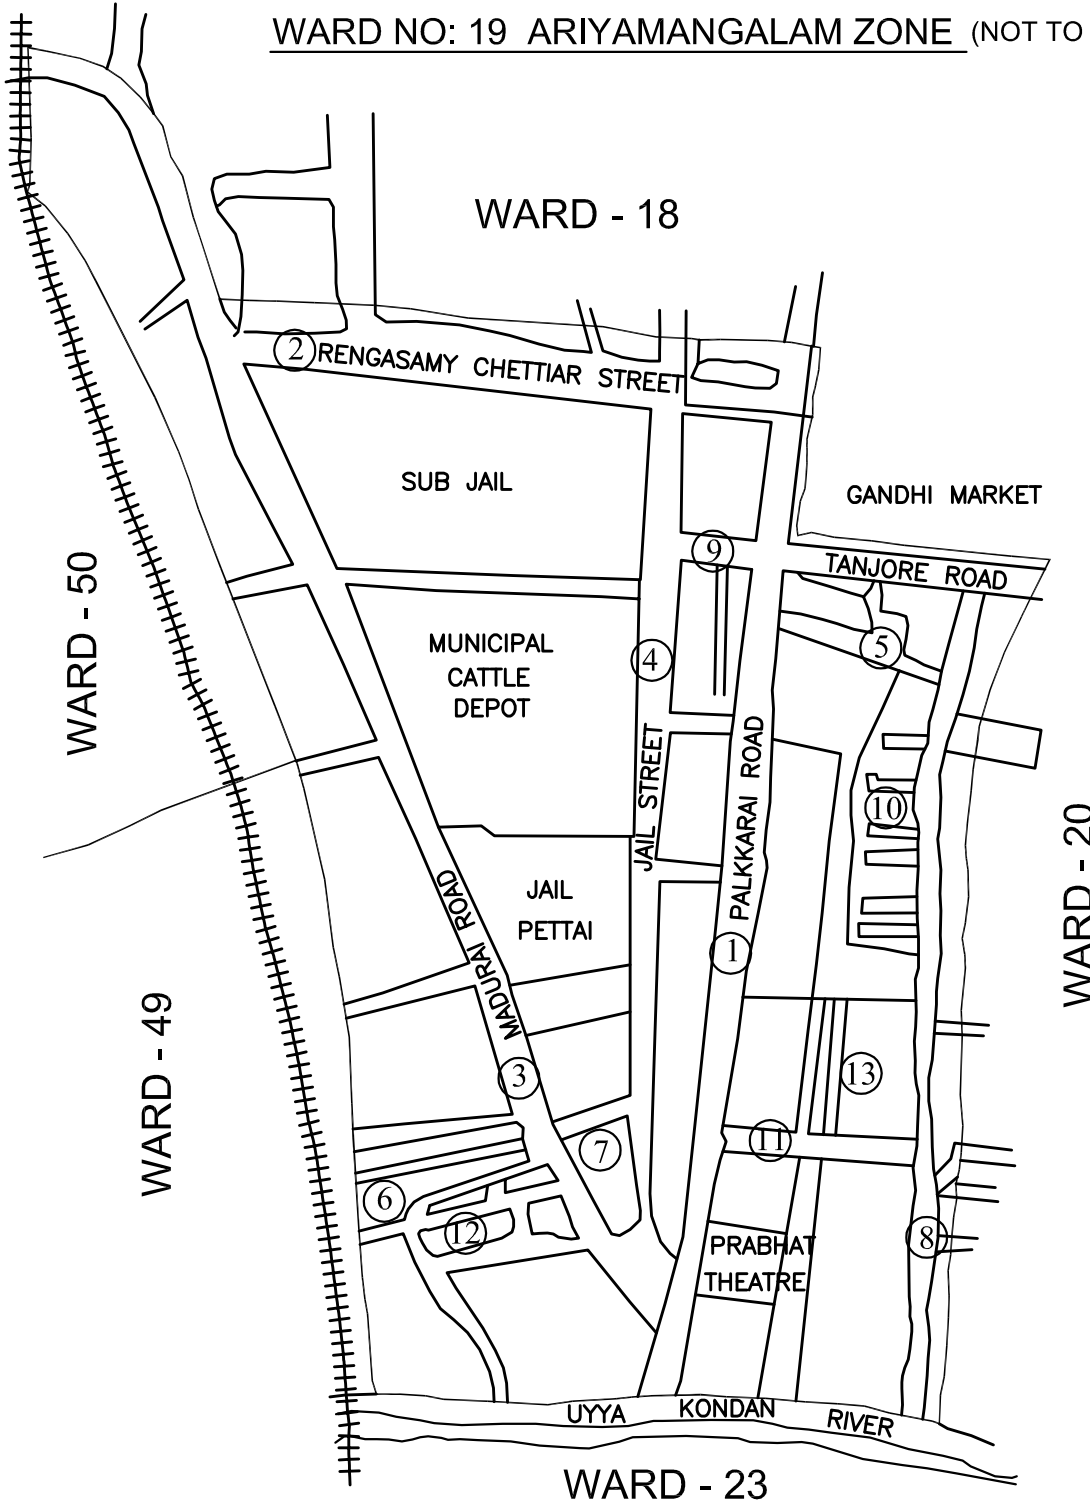 WARD NO: 19 ARIYAMANGALAM ZONE (NOT TO
WARD - 18
2 RENGASAMY CHETTIAR STREET
SUB JAIL
GANDHI MARKET
9
TANJORE ROAD
WARD - 50
MUNICIPAL
CATTLE
DEPOT
4
5
JAIL STREET
PALKKARAI ROAD
10
WARD - 20
JAIL
PETTAI
MADURAI ROAD
1
WARD - 49
3
13
11
7
6
12
8
PRABHAT
THEATRE
UYYA KONDAN RIVER
WARD - 23